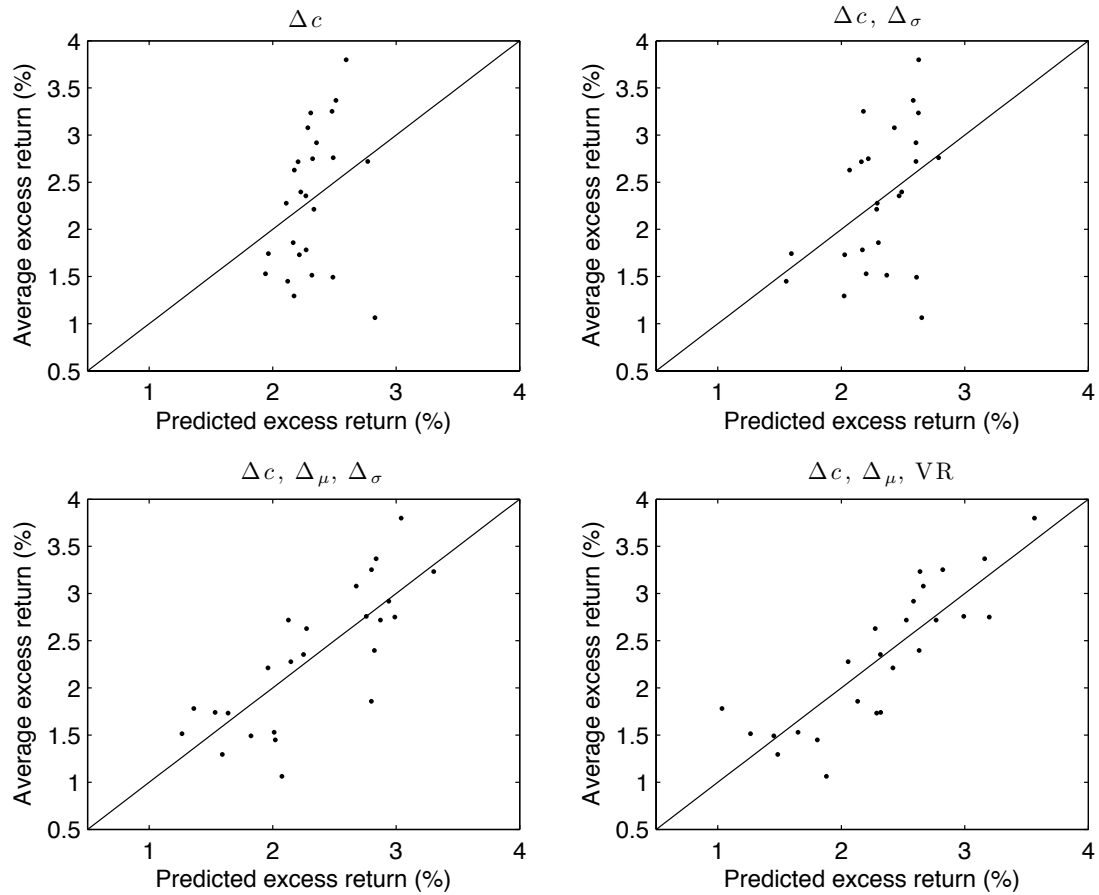 Δc
4
3.5
3
2.5
2
1.5
1
0.5
Average excess return (%)
1 2 3 4
Predicted excess return (%)
Δc, Δσ
4
3.5
3
2.5
2
1.5
1
0.5
Average excess return (%)
1 2 3 4
Predicted excess return (%)
Δc, Δμ, Δσ
4
3.5
3
2.5
2
1.5
1
0.5
Average excess return (%)
1 2 3 4
Predicted excess return (%)
Δc, Δμ, VR
4
3.5
3
2.5
2
1.5
1
0.5
Average excess return (%)
1 2 3 4
Predicted excess return (%)